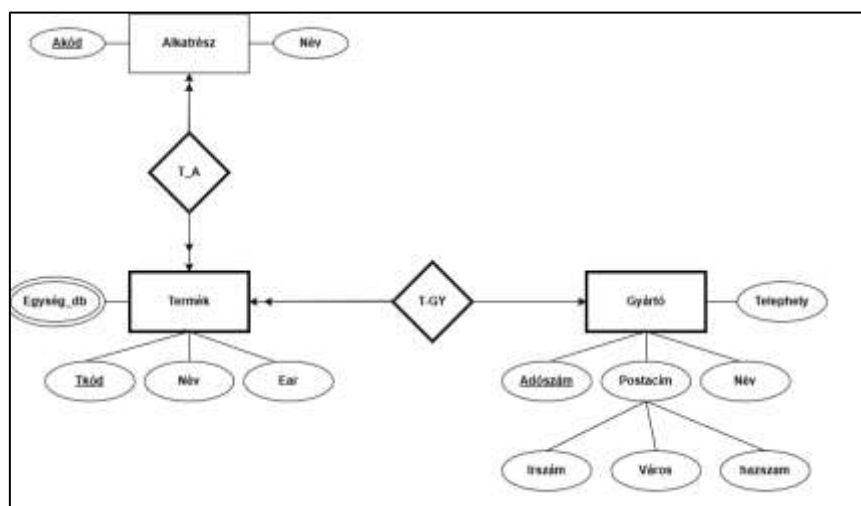 Akód
Alkatrész
Név
T_A
Egység_db
Termék
T-GY
Gyártó
Telephely
Tkód
Név
Ear
Adószám
Postacím
Név
Irszám
Város
hazszam